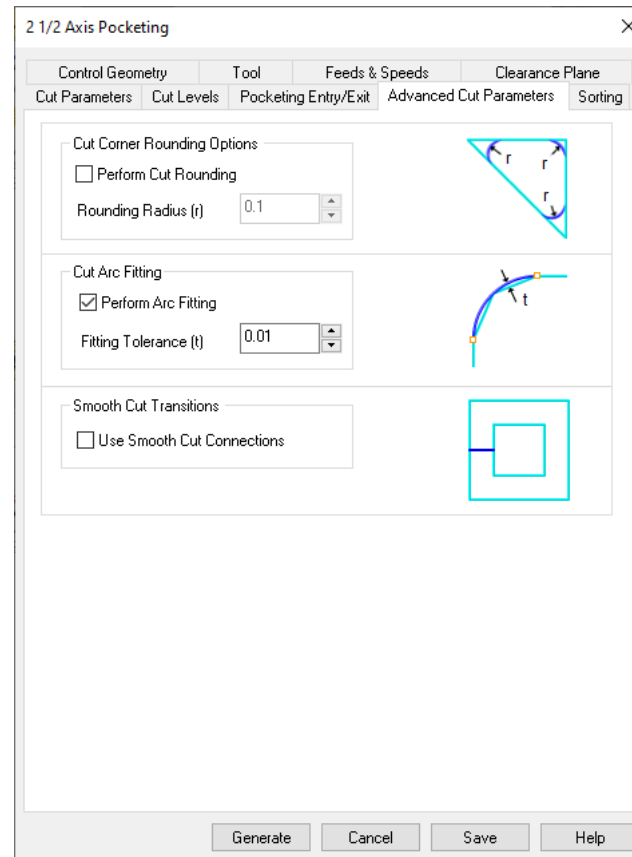 2 1/2 Axis Pocketing
Control Geometry Tool Feeds & Speeds Clearance Plane
Cut Parameters Cut Levels Pocketing Entry/Exit Advanced Cut Parameters Sorting
Cut Corner Rounding Options
Perform Cut Rounding
Rounding Radius (r) 0.1
r r
r
Cut Arc Fitting
Perform Arc Fitting
Fitting Tolerance (t) 0.01
t
Smooth Cut Transitions
Use Smooth Cut Connections
Generate Cancel Save Help